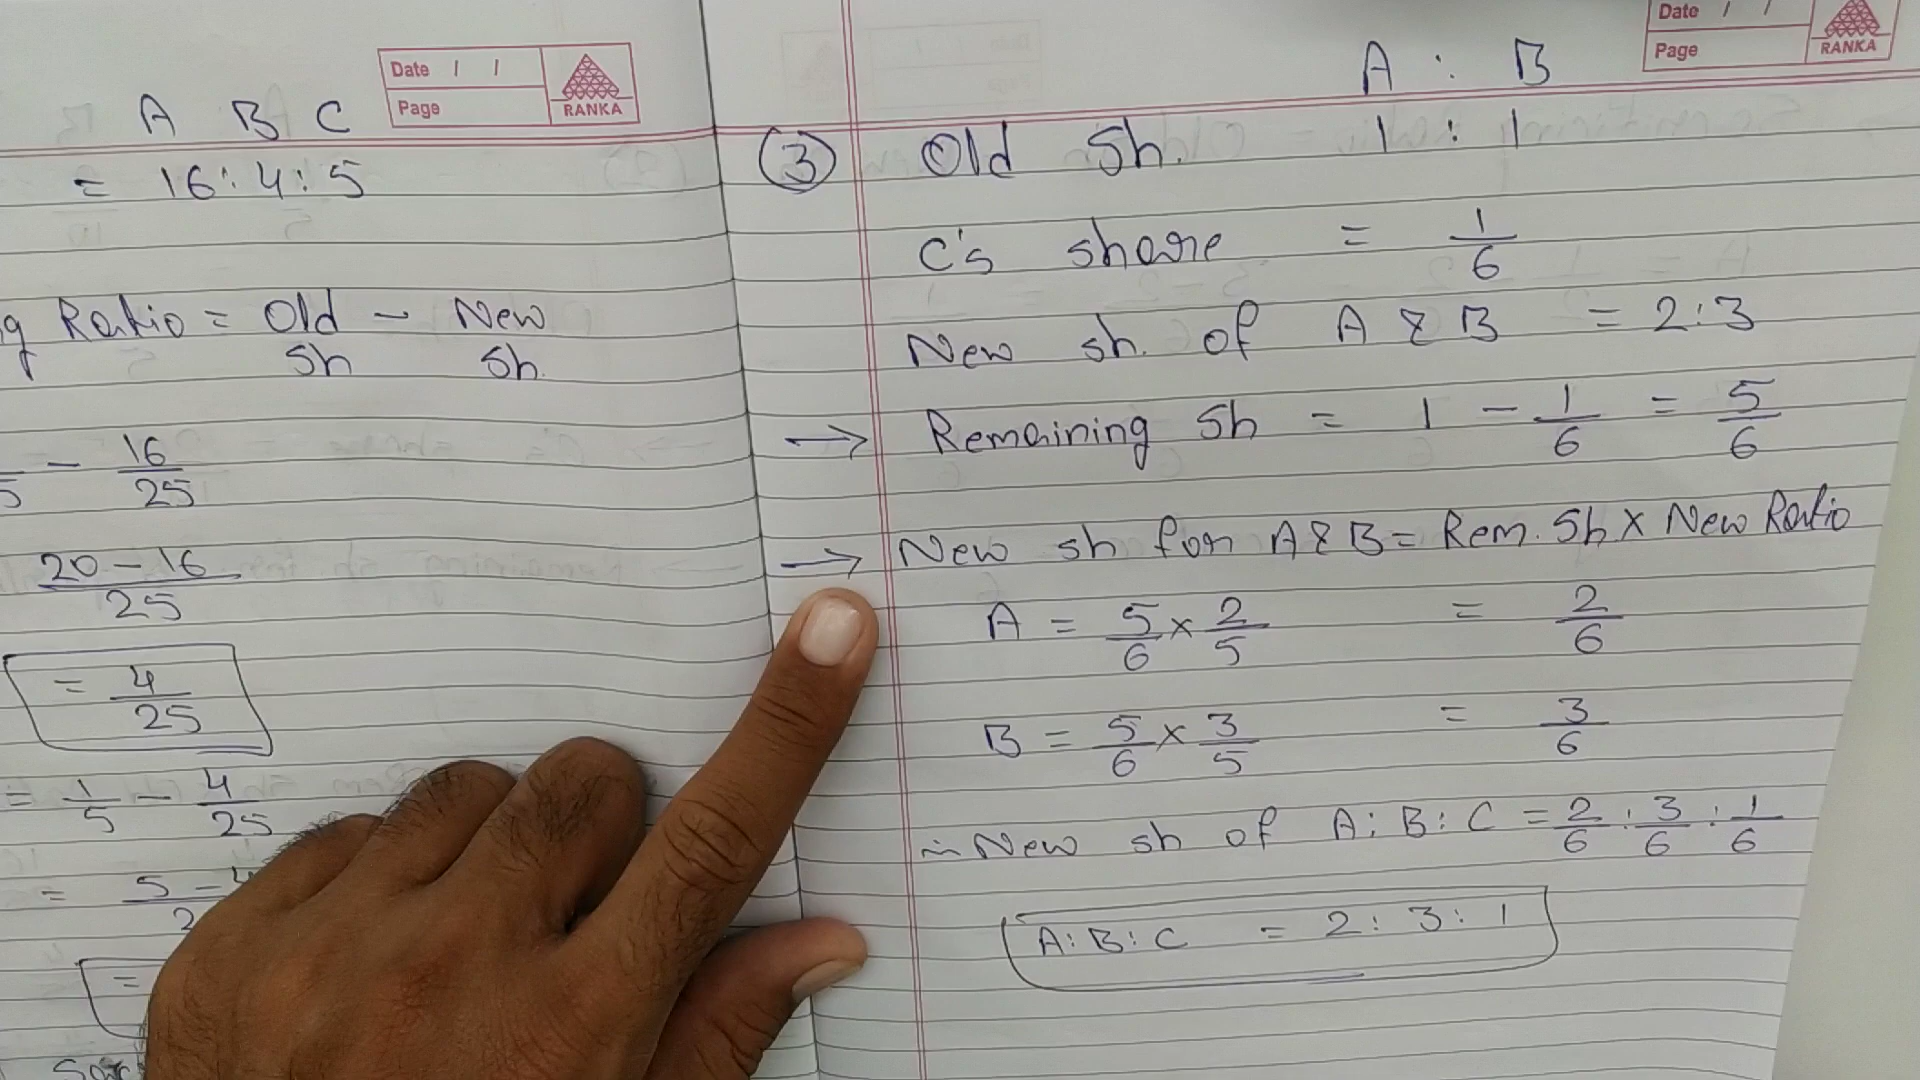 Date / /
Page
RANKA
A B C
= 16:4:5
g Ratio = Old - New
Sh Sh.
- 16/25
20-16/25
= 4/25
= 1/5 - 4/25
= 5-4
=
Date / /
Page
RANKA
A : B
(3) Old Sh. 1 : 1
C's share = 1/6
New sh. of A & B = 2:3
→ Remaining Sh = 1 - 1/6 = 5/6
→ New sh for A & B = Rem. Sh x New Ratio
A = 5/6 x 2/5 = 2/6
B = 5/6 x 3/5 = 3/6
∴ New sh of A:B:C = 2/6 : 3/6 : 1/6
A:B:C = 2:3:1